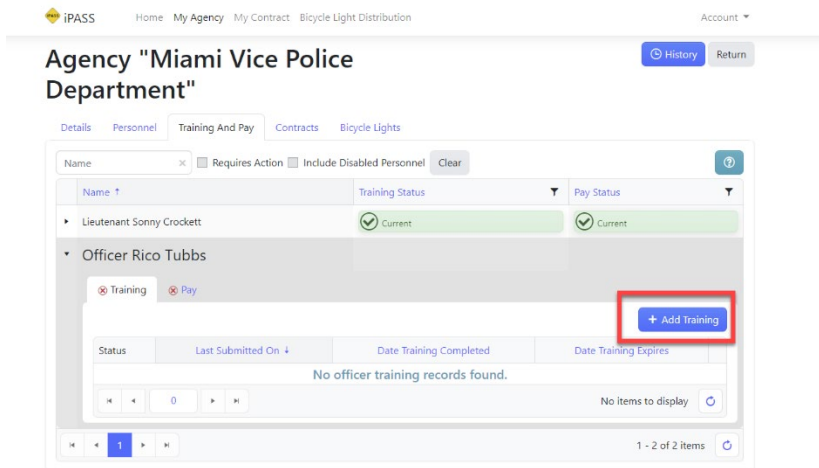 iPASS Home My Agency My Contract Bicycle Light Distribution Account
Agency "Miami Vice Police
Department"
History Return
Details Personnel Training And Pay Contracts Bicycle Lights
Name × Requires Action Include Disabled Personnel Clear
Name ↑ Training Status Pay Status
Lieutenant Sonny Crockett Current Current
Officer Rico Tubbs
Training Pay
+ Add Training
Status Last Submitted On ↓ Date Training Completed Date Training Expires
No officer training records found.
0 No items to display
1 1 - 2 of 2 items